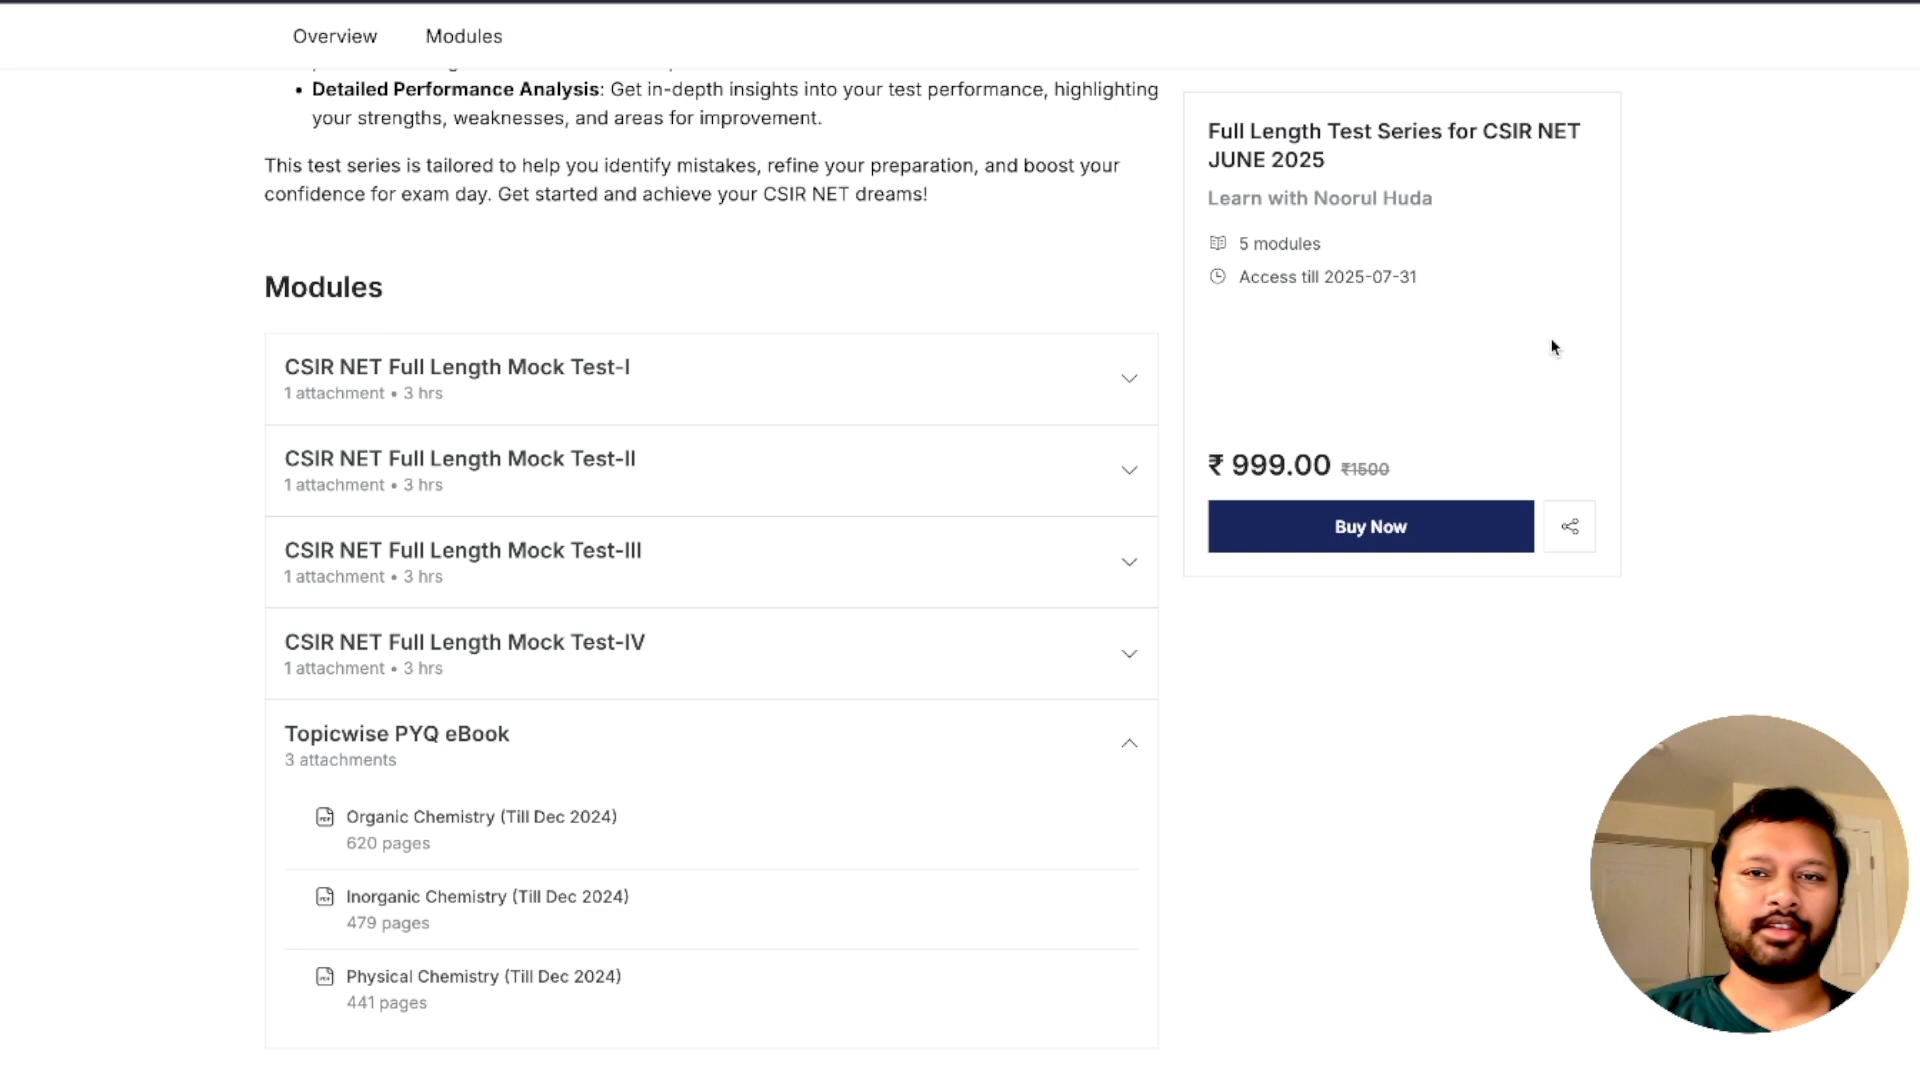 Overview
Modules
• Detailed Performance Analysis: Get in-depth insights into your test performance, highlighting
your strengths, weaknesses, and areas for improvement.
This test series is tailored to help you identify mistakes, refine your preparation, and boost your
confidence for exam day. Get started and achieve your CSIR NET dreams!
Modules
CSIR NET Full Length Mock Test-I
1 attachment • 3 hrs
CSIR NET Full Length Mock Test-II
1 attachment • 3 hrs
CSIR NET Full Length Mock Test-III
1 attachment • 3 hrs
CSIR NET Full Length Mock Test-IV
1 attachment • 3 hrs
Topicwise PYQ eBook
3 attachments
Organic Chemistry (Till Dec 2024)
620 pages
Inorganic Chemistry (Till Dec 2024)
479 pages
Physical Chemistry (Till Dec 2024)
441 pages
Full Length Test Series for CSIR NET
JUNE 2025
Learn with Noorul Huda
5 modules
Access till 2025-07-31
₹ 999.00 ₹1500
Buy Now